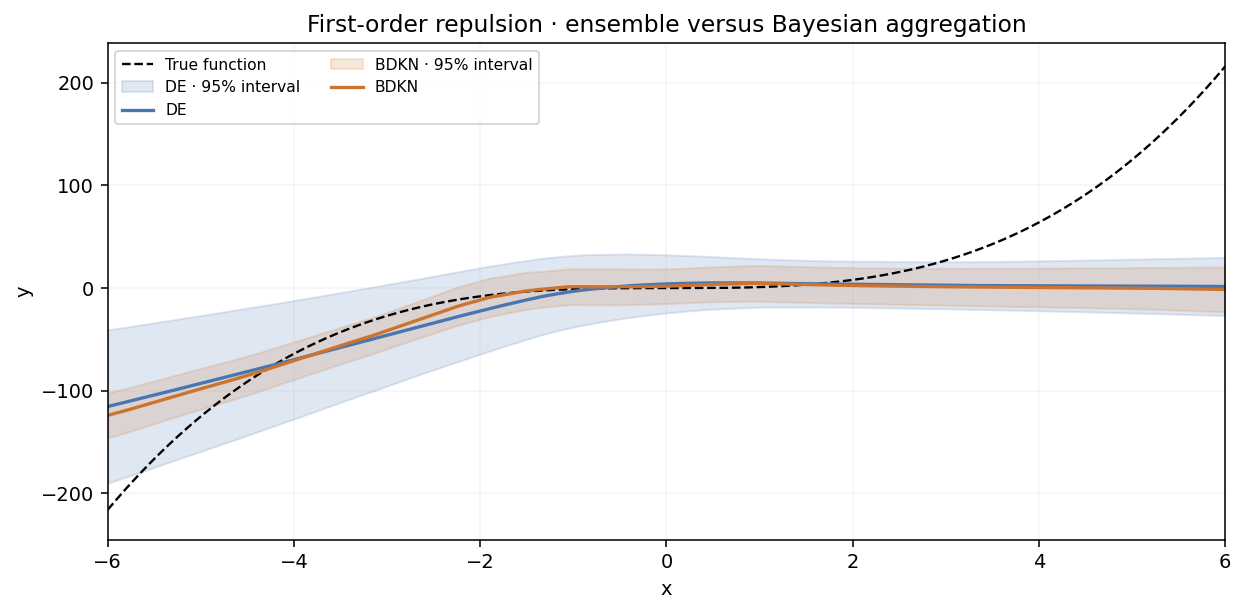 First-order repulsion · ensemble versus Bayesian aggregation
True function
DE · 95% interval
DE
BDKN · 95% interval
BDKN
y
200
100
0
−100
−200
−6
−4
−2
0
2
4
6
x